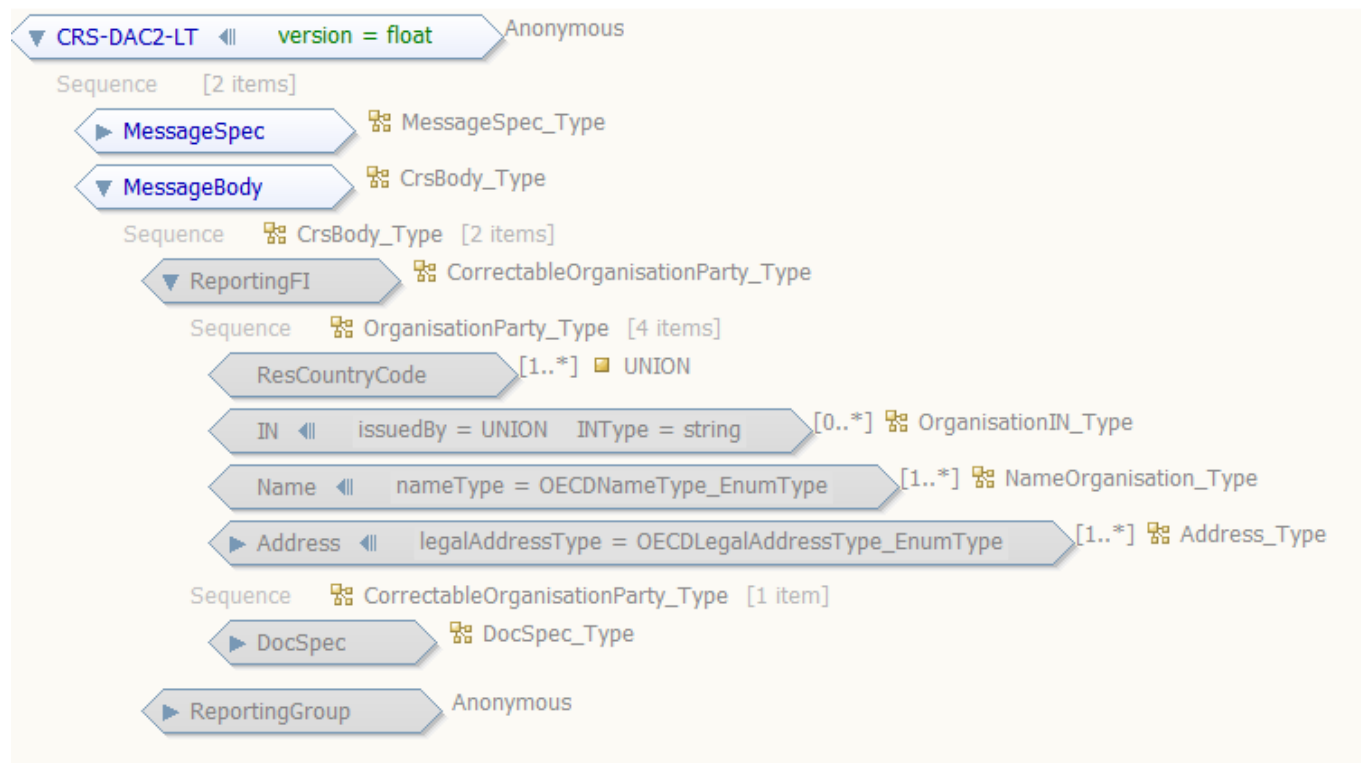 CRS-DAC2-LT version = float Anonymous
Sequence [2 items]
MessageSpec MessageSpec_Type
MessageBody CrsBody_Type
Sequence CrsBody_Type [2 items]
ReportingFI CorrectableOrganisationParty_Type
Sequence OrganisationParty_Type [4 items]
ResCountryCode [1..*] UNION
IN issuedBy = UNION INType = string [0..*] OrganisationIN_Type
Name nameType = OECDNameType_EnumType [1..*] NameOrganisation_Type
Address legalAddressType = OECDLegalAddressType_EnumType [1..*] Address_Type
Sequence CorrectableOrganisationParty_Type [1 item]
DocSpec DocSpec_Type
ReportingGroup Anonymous